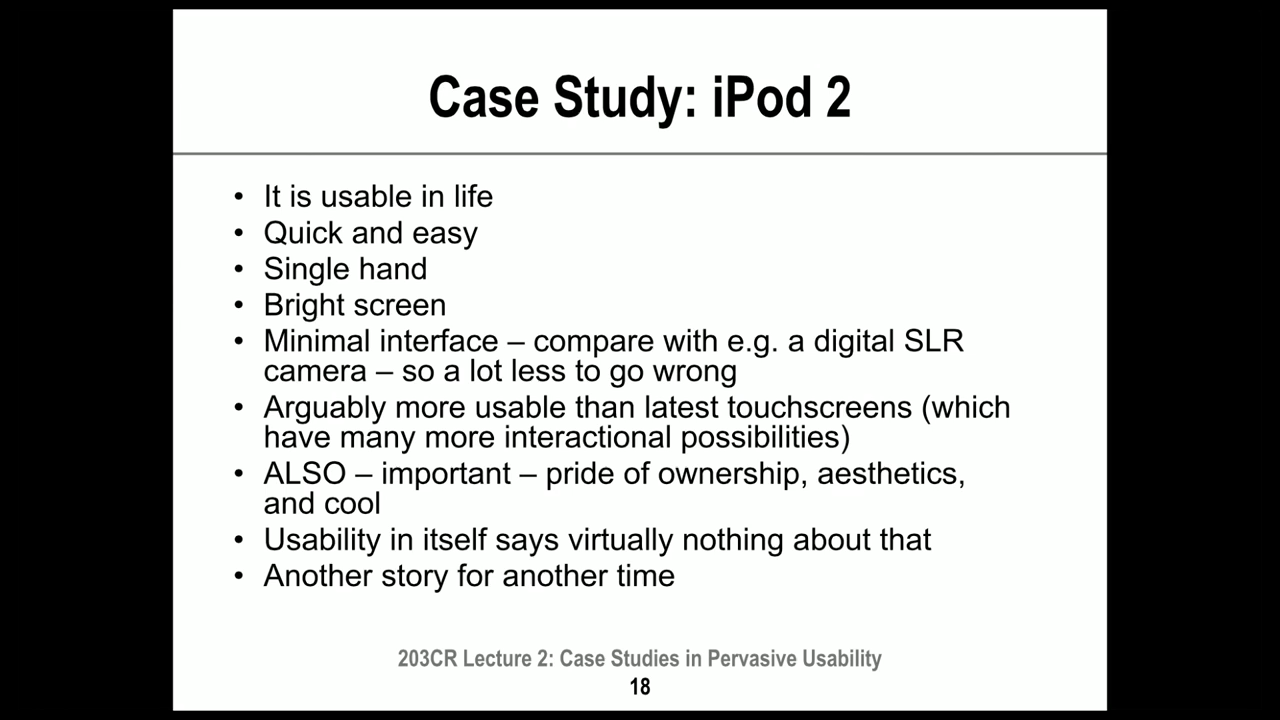 Case Study: iPod 2
• It is usable in life
• Quick and easy
• Single hand
• Bright screen
• Minimal interface – compare with e.g. a digital SLR
camera – so a lot less to go wrong
• Arguably more usable than latest touchscreens (which
have many more interactional possibilities)
• ALSO – important – pride of ownership, aesthetics,
and cool
• Usability in itself says virtually nothing about that
• Another story for another time
203CR Lecture 2: Case Studies in Pervasive Usability
18